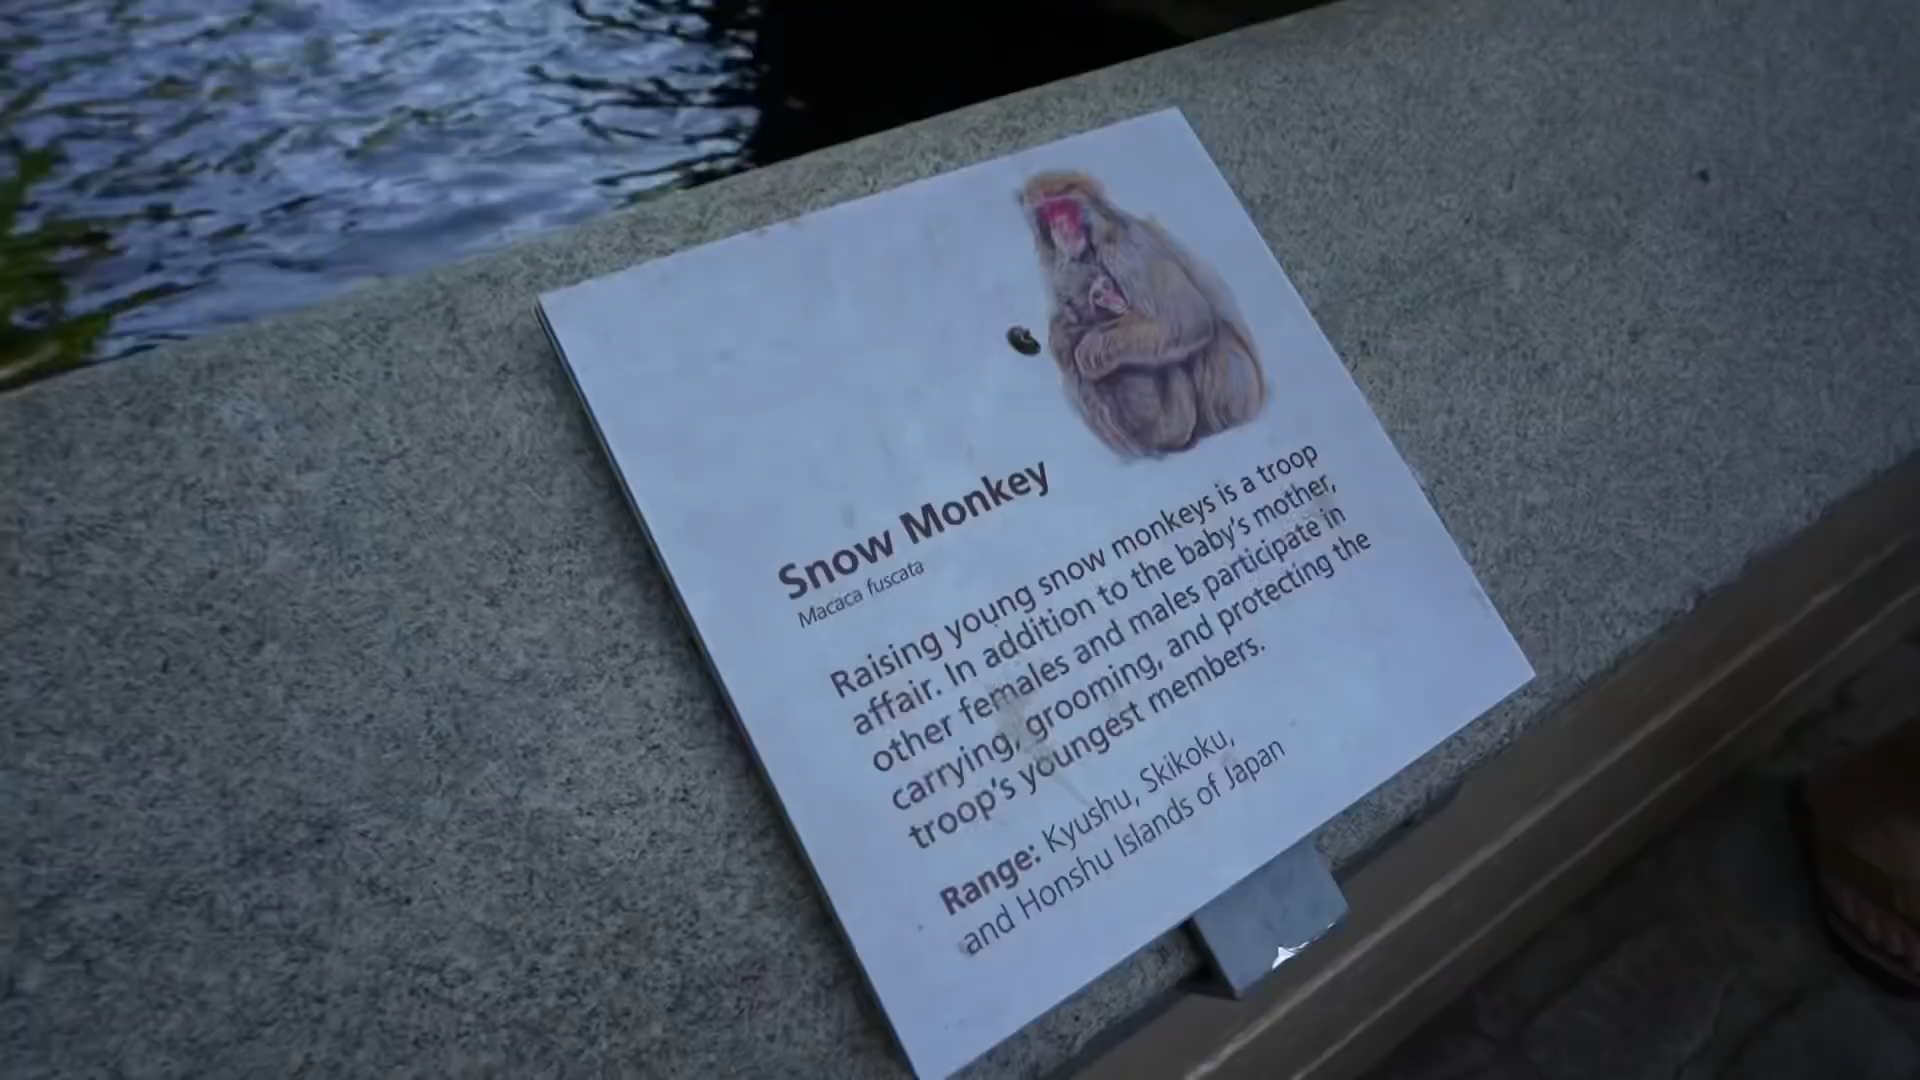 Snow Monkey
Macaca fuscata
Raising young snow monkeys is a troop
affair. In addition to the baby's mother,
other females and males participate in
carrying, grooming, and protecting the
troop's youngest members.
Range: Kyushu, Skikoku,
and Honshu Islands of Japan